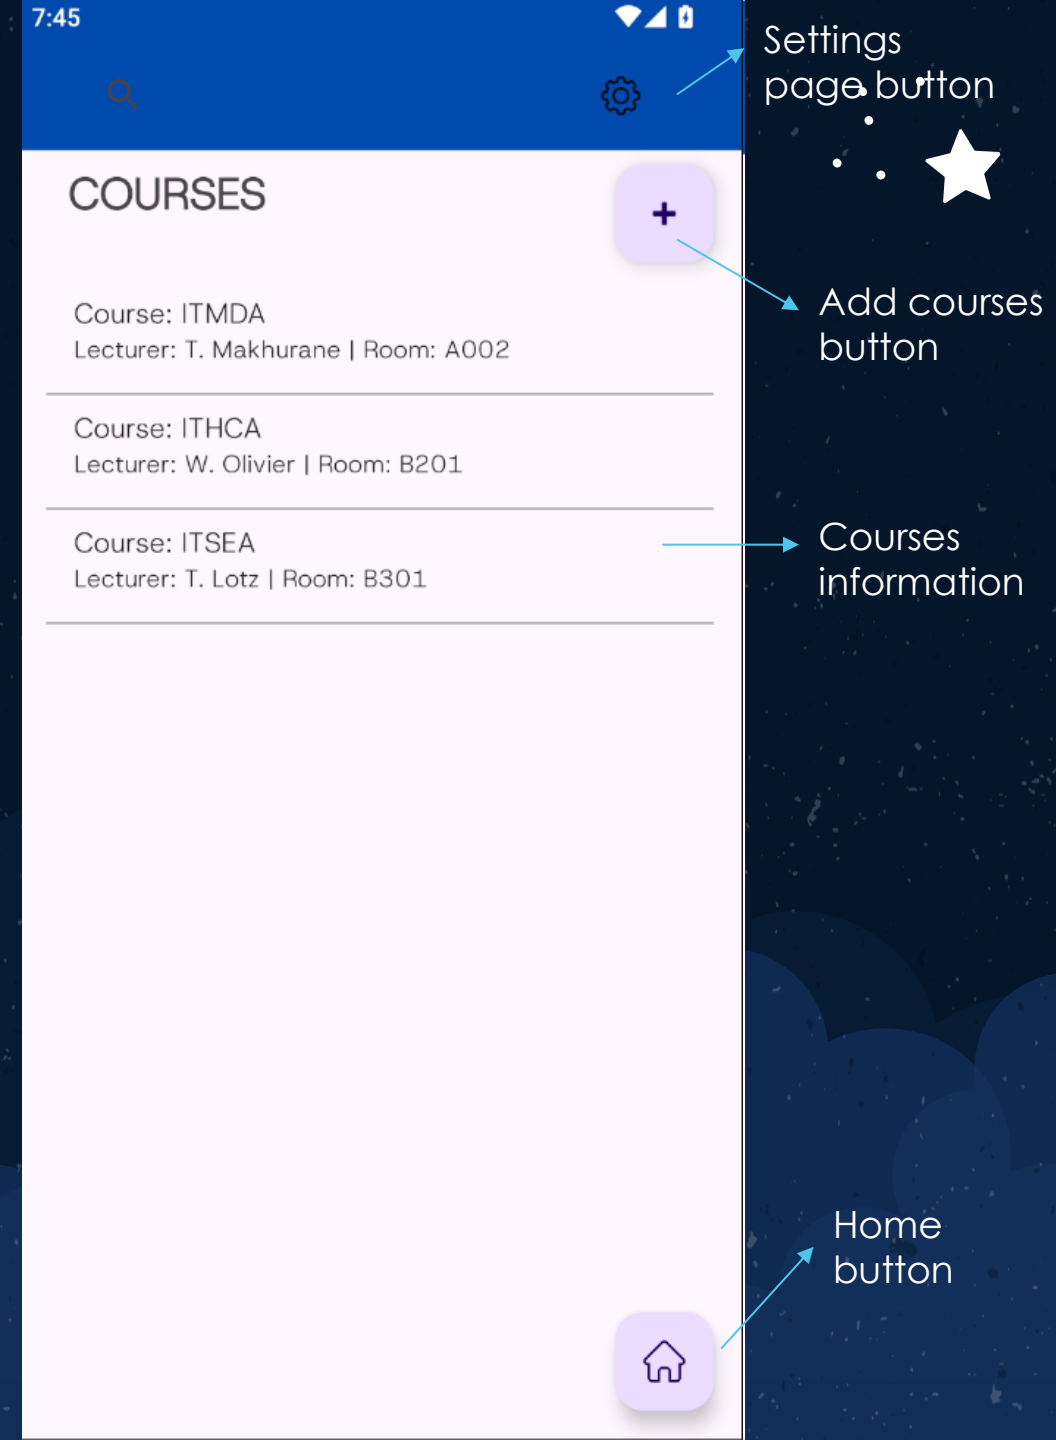 7:45
Settings
page button
COURSES
+
Add courses
button
Course: ITMDA
Lecturer: T. Makhurane | Room: A002
Course: ITHCA
Lecturer: W. Olivier | Room: B201
Course: ITSEA
Lecturer: T. Lotz | Room: B301
Courses
information
Home
button